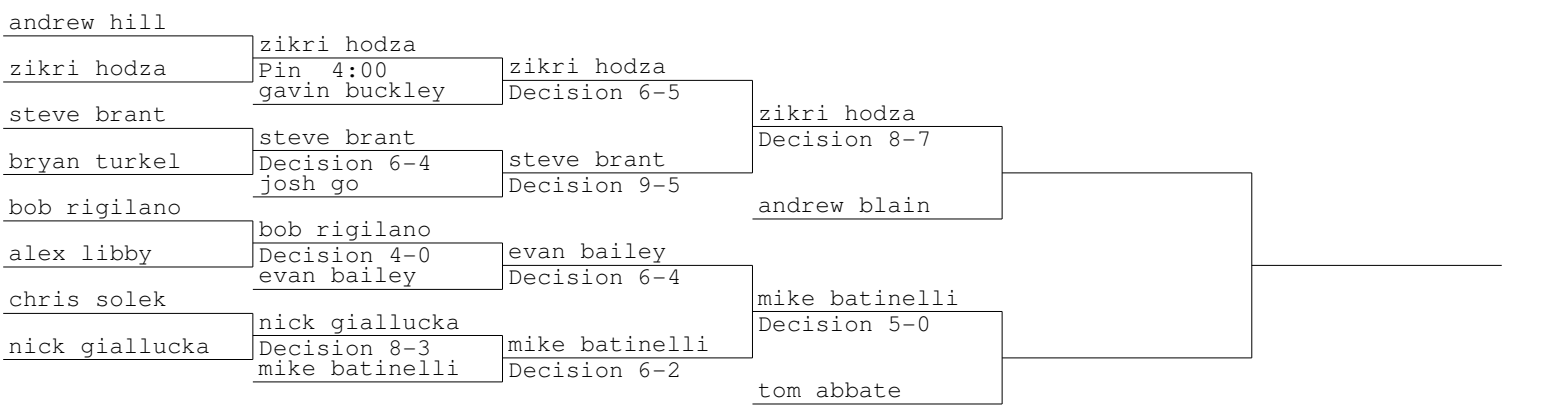 andrew hill
zikri hodza
steve brant
bryan turkel
bob rigilano
alex libby
chris solek
nick giallucka
zikri hodza
Pin 4:00
gavin buckley
steve brant
Decision 6-4
josh go
bob rigilano
Decision 4-0
evan bailey
nick giallucka
Decision 8-3
mike batinelli
zikri hodza
Decision 6-5
steve brant
Decision 9-5
evan bailey
Decision 6-4
mike batinelli
Decision 6-2
zikri hodza
Decision 8-7
andrew blain
mike batinelli
Decision 5-0
tom abbate